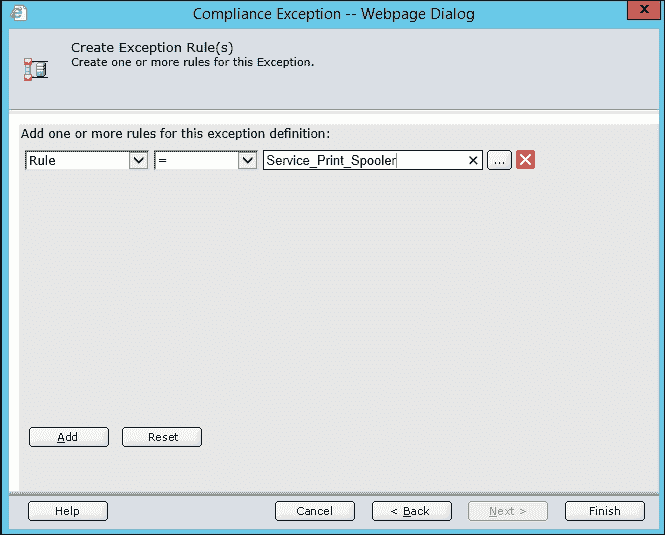 Compliance Exception -- Webpage Dialog
X
Create Exception Rule(s)
Create one or more rules for this Exception.
Add one or more rules for this exception definition:
Rule = Service_Print_Spooler ...
Add Reset
Help Cancel < Back Next > Finish